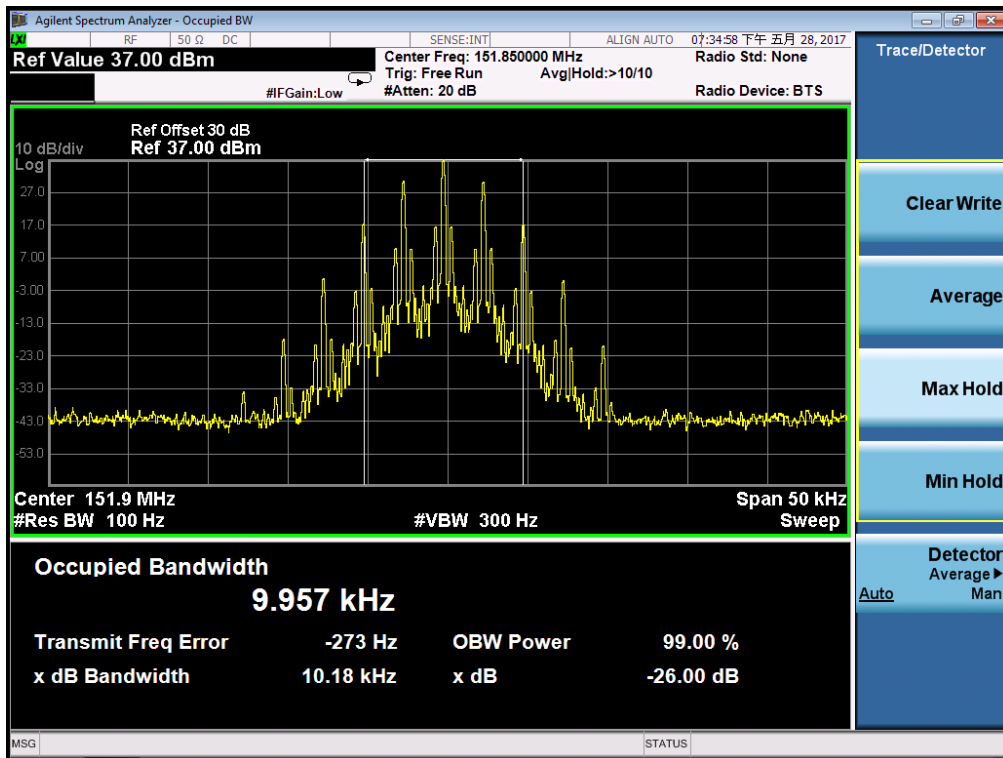 Agilent Spectrum Analyzer - Occupied BW
LXI RF 50 Ω DC SENSE:INT ALIGN AUTO 07:34:58 下午 五月 28, 2017
Ref Value 37.00 dBm
Center Freq: 151.850000 MHz
Radio Std: None
Trig: Free Run Avg|Hold:>10/10
#IFGain:Low
#Atten: 20 dB
Radio Device: BTS
Ref Offset 30 dB
10 dB/div Ref 37.00 dBm
Log
27.0
17.0
7.00
-3.00
-13.0
-23.0
-33.0
-43.0
-53.0
Center 151.9 MHz
Span 50 kHz
#Res BW 100 Hz
#VBW 300 Hz
Sweep
Occupied Bandwidth
9.957 kHz
Transmit Freq Error -273 Hz OBW Power 99.00 %
x dB Bandwidth 10.18 kHz x dB -26.00 dB
MSG
STATUS
Trace/Detector
Clear Write
Average
Max Hold
Min Hold
Detector
Average
Auto Man